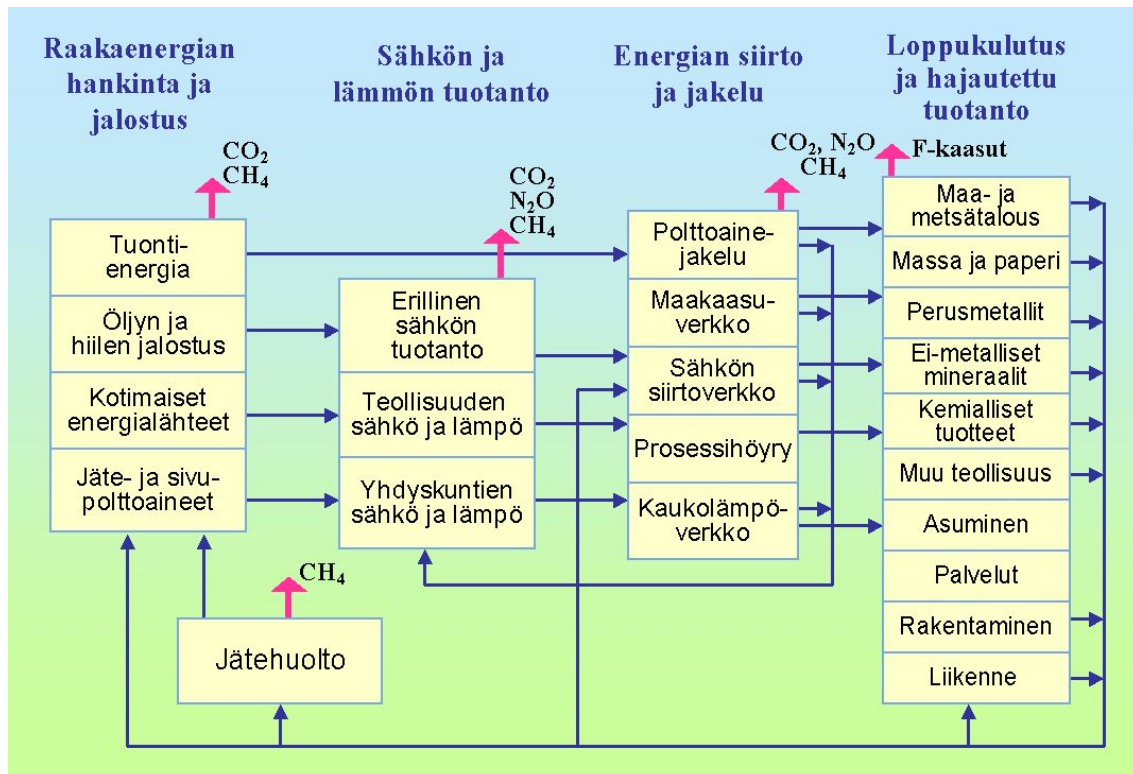 Raakaenergian
hankinta ja
jalostus
Sähkön ja
lämmön tuotanto
Energian siirto
ja jakelu
Loppukulutus
ja hajautettu
tuotanto
CO₂
CH₄
CO₂
N₂O
CH₄
CO₂, N₂O
CH₄
F-kaasut
Tuonti-
energia
Öljyn ja
hiilen jalostus
Kotimaiset
energialähteet
Jäte- ja sivu-
polttoaineet
Erillinen
sähkön
tuotanto
Teollisuuden
sähkö ja lämpö
Yhdyskuntien
sähkö ja lämpö
Polttoaine-
jakelu
Maakaasu-
verkko
Sähkön
siirtoverkko
Prosessihöyry
Kaukolämpö-
verkko
Maa- ja
metsätalous
Massa ja paperi
Perusmetallit
Ei-metalliset
mineraalit
Kemialliset
tuotteet
Muu teollisuus
Asuminen
Palvelut
Rakentaminen
Liikenne
CH₄
Jätehuolto